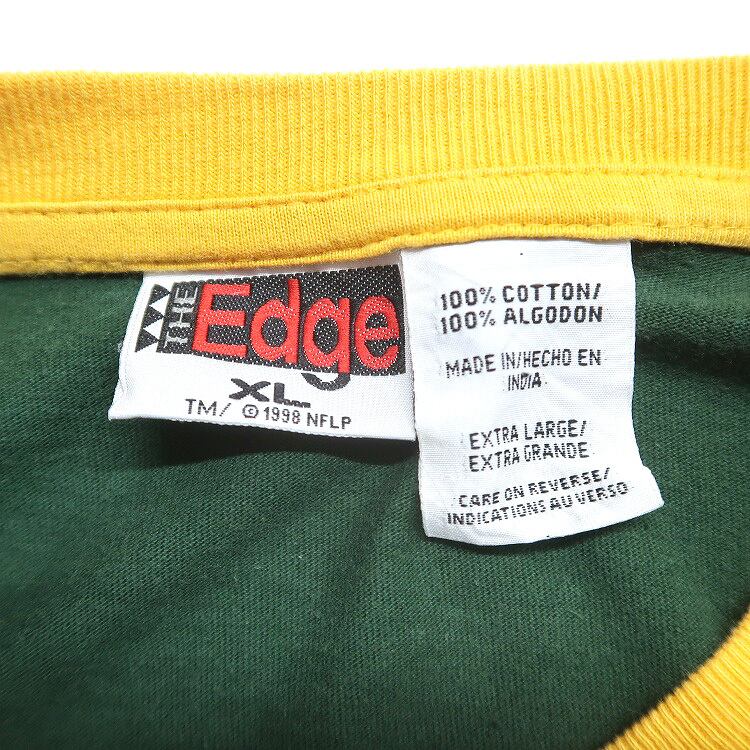 THE Edge
XL
TM/ ©1998 NFLP
100% COTTON/
100% ALGODON
MADE IN/HECHO EN
INDIA
EXTRA LARGE/
EXTRA GRANDE
CARE ON REVERSE/
INDICATIONS AU VERSO